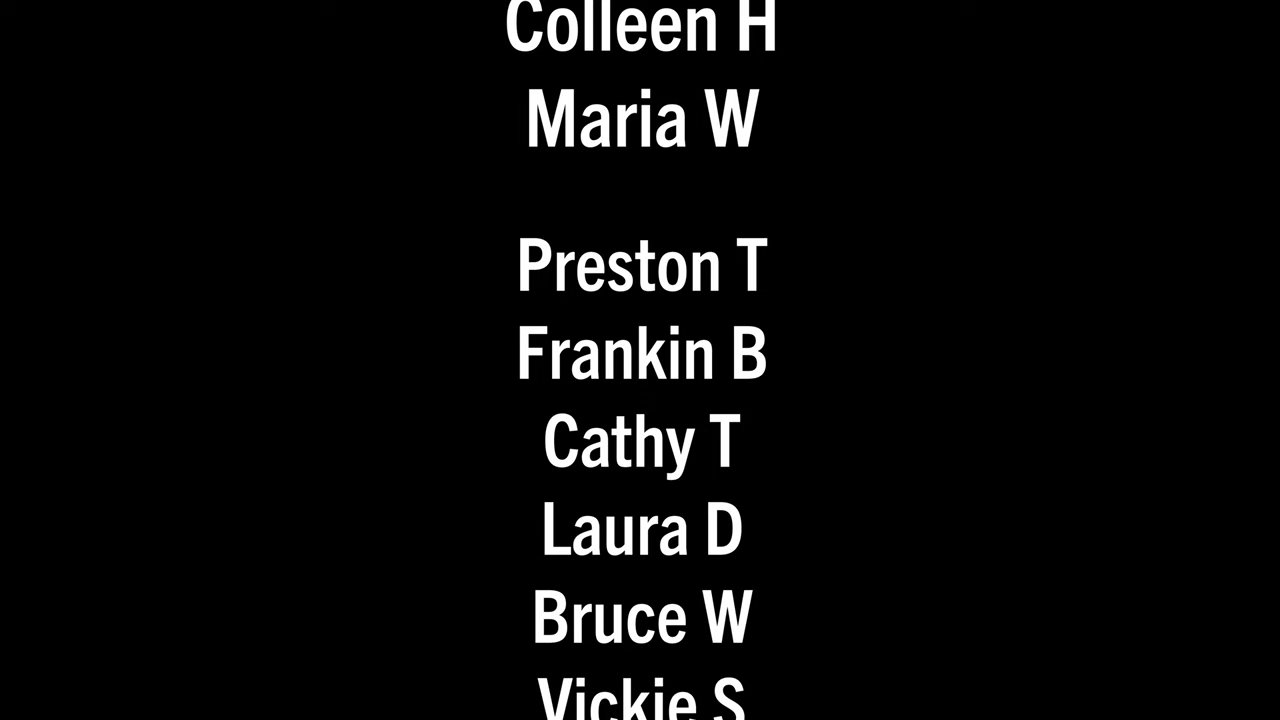 Colleen H
Maria W
Preston T
Frankin B
Cathy T
Laura D
Bruce W
Vickie S